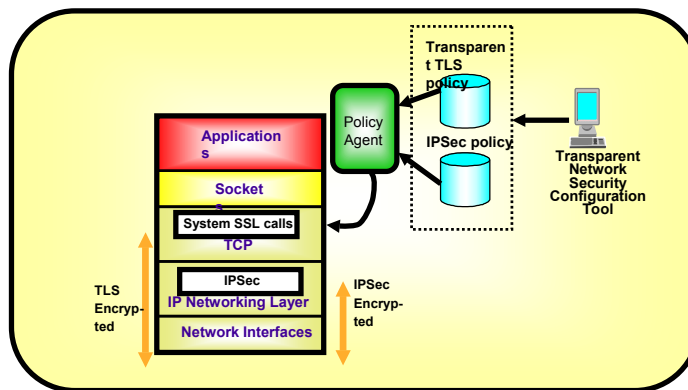 Transparen
t TLS
policy
Policy
Agent
IPSec policy
Transparent
Network
Security
Configuration
Tool
Application
s
Socket
s
System SSL calls
TCP
IPSec
IP Networking Layer
Network Interfaces
TLS
Encryp-
ted
IPSec
Encryp-
ted